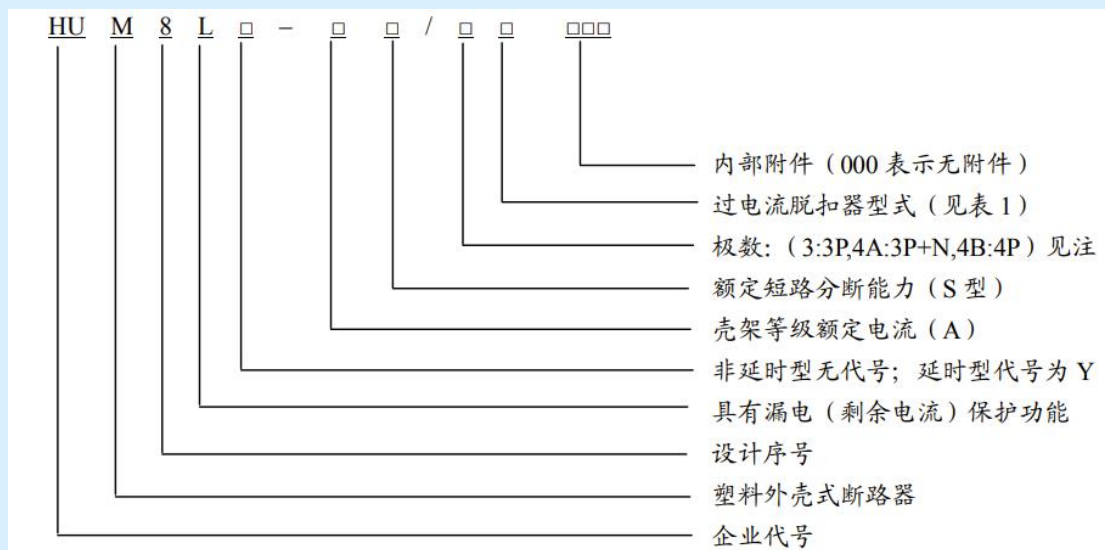 HU M 8 L □ - □ □ / □ □ □□□
内部附件（000 表示无附件）
过电流脱扣器型式（见表 1）
极数:（3:3P,4A:3P+N,4B:4P）见注
额定短路分断能力（S 型）
壳架等级额定电流（A）
非延时型无代号；延时型代号为 Y
具有漏电（剩余电流）保护功能
设计序号
塑料外壳式断路器
企业代号